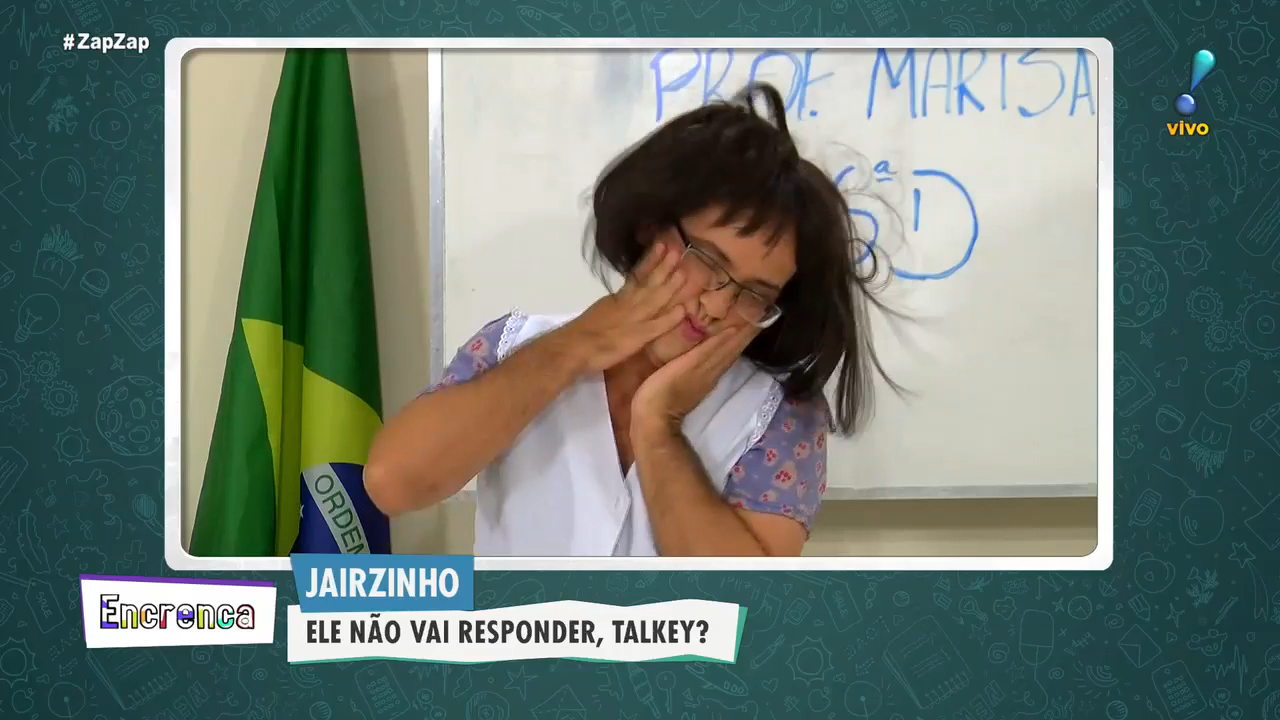 #ZapZap
PROF. MARISA
6ª D
vivo
ORDEM
Encrenca
JAIRZINHO
ELE NÃO VAI RESPONDER, TALKEY?